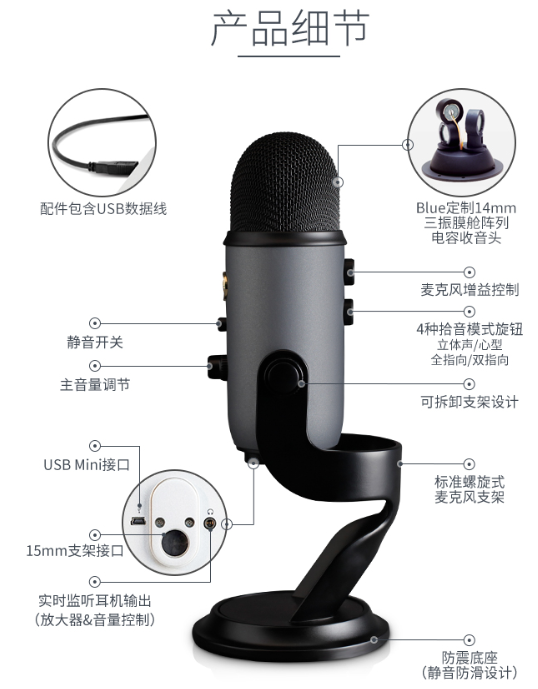 产品细节
配件包含USB数据线
Blue定制14mm
三振膜舱阵列
电容收音头
麦克风增益控制
4种拾音模式旋钮
立体声/心型
全指向/双指向
静音开关
主音量调节
可拆卸支架设计
USB Mini接口
标准螺旋式
麦克风支架
15mm支架接口
实时监听耳机输出
（放大器&音量控制）
防震底座
（静音防滑设计）